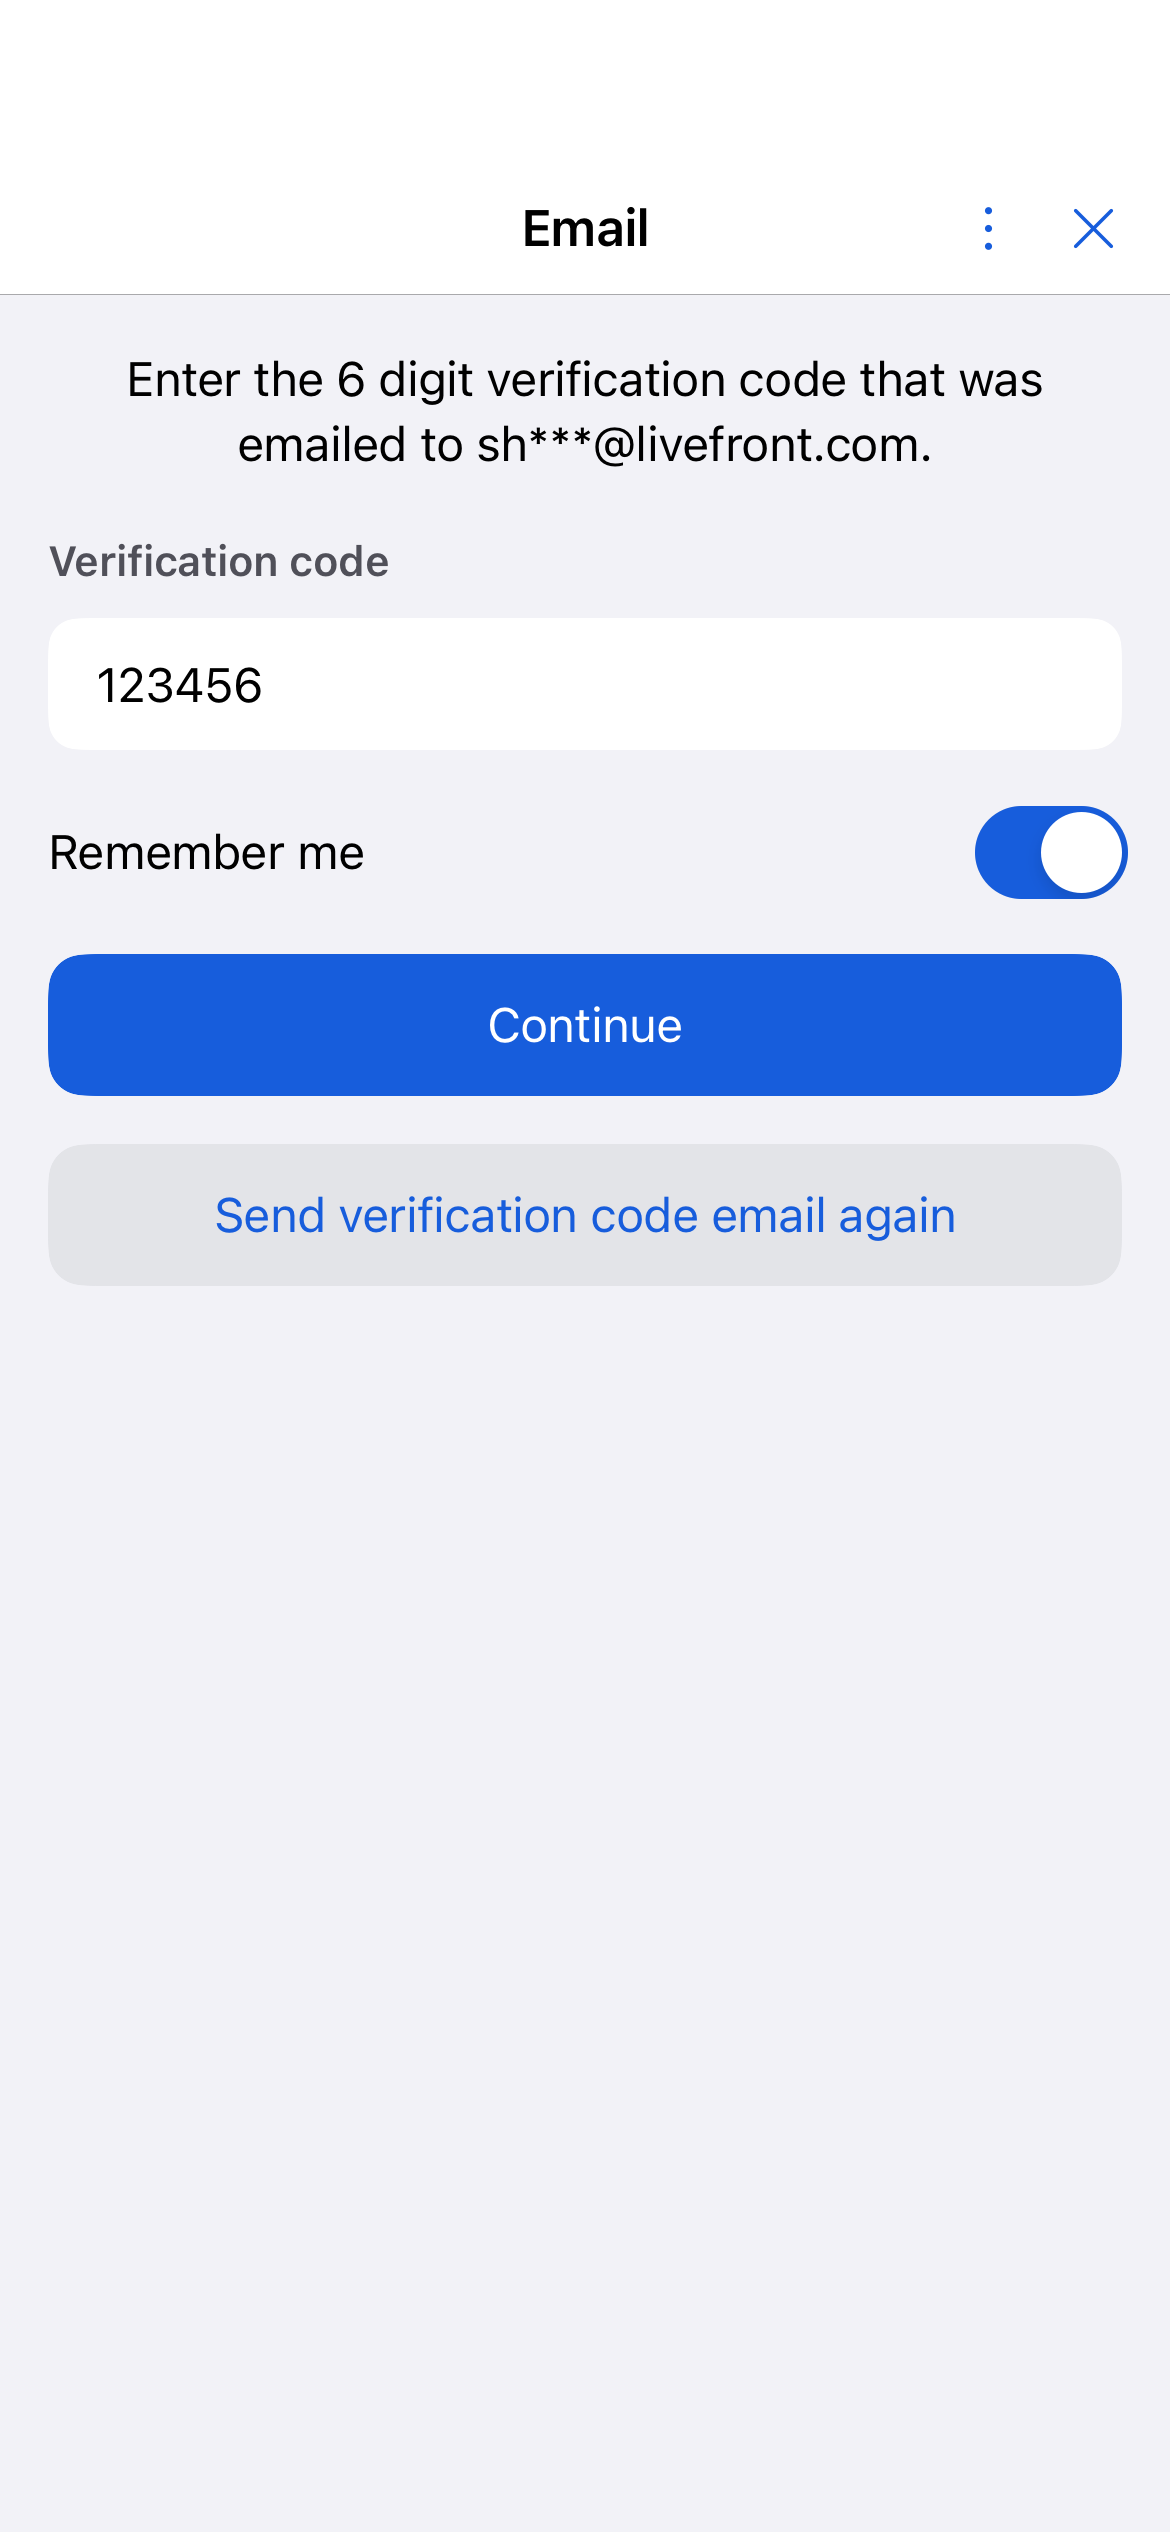 Email
Enter the 6 digit verification code that was
emailed to sh***@livefront.com.
Verification code
123456
Remember me
Continue
Send verification code email again